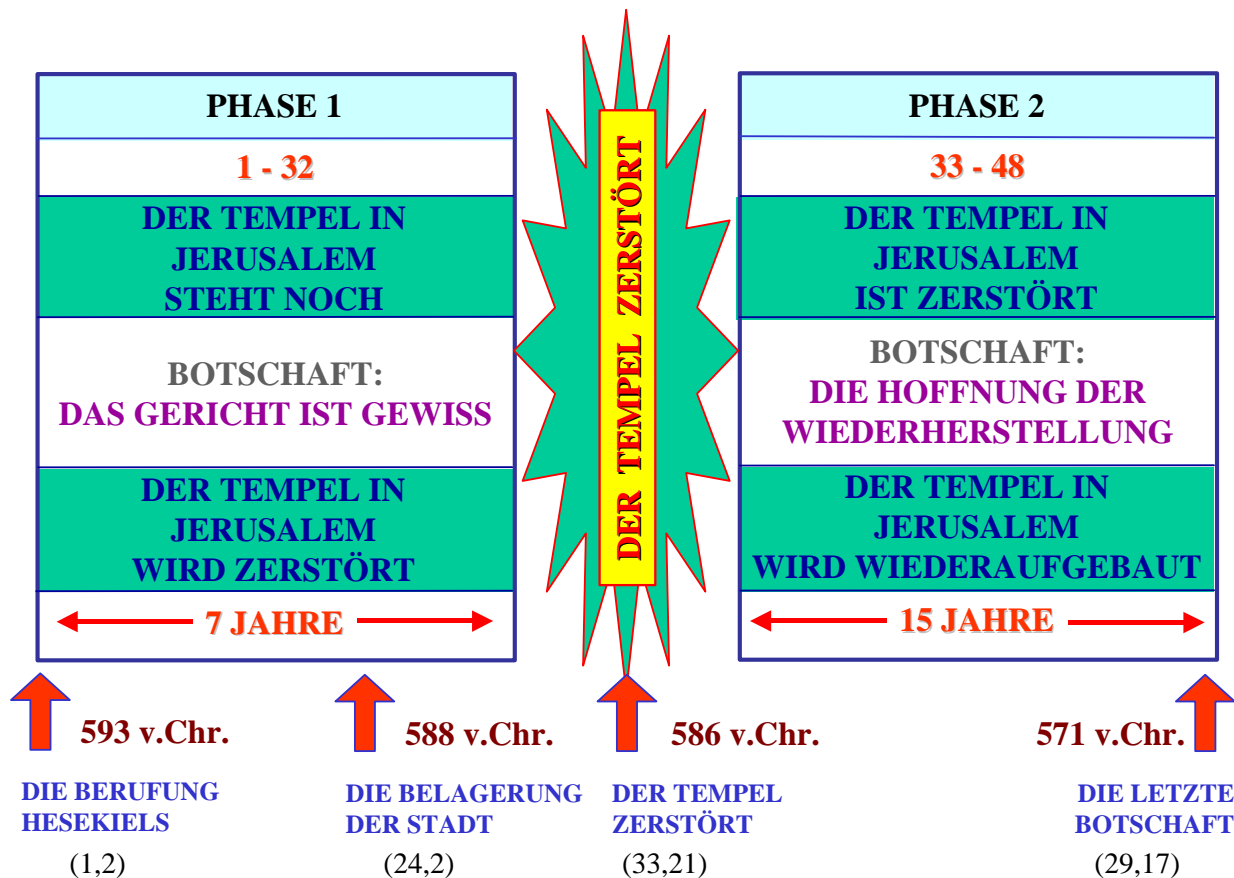 PHASE 1
1 - 32
DER TEMPEL IN
JERUSALEM
STEHT NOCH
BOTSCHAFT:
DAS GERICHT IST GEWISS
DER TEMPEL IN
JERUSALEM
WIRD ZERSTÖRT
7 JAHRE
DER TEMPEL ZERSTÖRT
PHASE 2
33 - 48
DER TEMPEL IN
JERUSALEM
IST ZERSTÖRT
BOTSCHAFT:
DIE HOFFNUNG DER
WIEDERHERSTELLUNG
DER TEMPEL IN
JERUSALEM
WIRD WIEDERAUFGEBAUT
15 JAHRE
593 v.Chr.
DIE BERUFUNG
HESEKIELS
(1,2)
588 v.Chr.
DIE BELAGERUNG
DER STADT
(24,2)
586 v.Chr.
DER TEMPEL
ZERSTÖRT
(33,21)
571 v.Chr.
DIE LETZTE
BOTSCHAFT
(29,17)